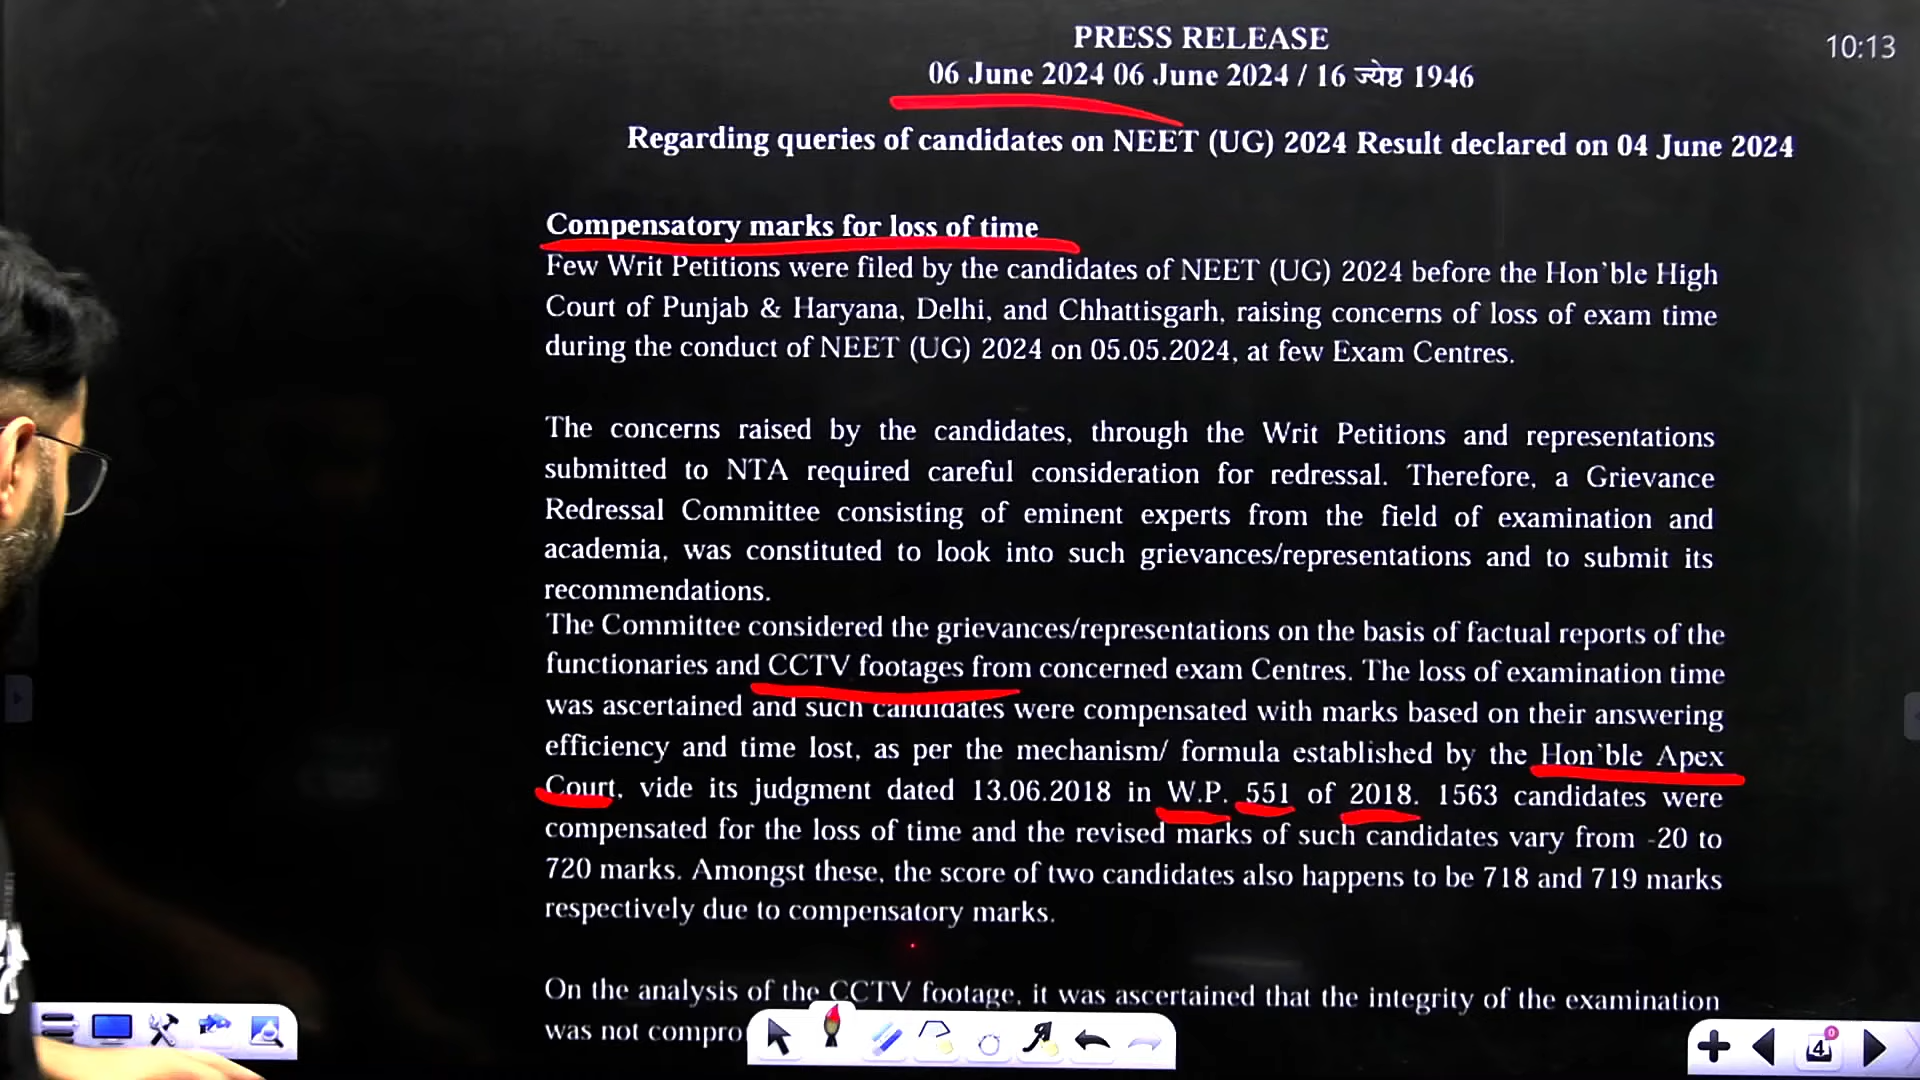 PRESS RELEASE
10:13
06 June 2024 06 June 2024 / 16 ज्येष्ठ 1946
Regarding queries of candidates on NEET (UG) 2024 Result declared on 04 June 2024
Compensatory marks for loss of time
Few Writ Petitions were filed by the candidates of NEET (UG) 2024 before the Hon'ble High
Court of Punjab & Haryana, Delhi, and Chhattisgarh, raising concerns of loss of exam time
during the conduct of NEET (UG) 2024 on 05.05.2024, at few Exam Centres.
The concerns raised by the candidates, through the Writ Petitions and representations
submitted to NTA required careful consideration for redressal. Therefore, a Grievance
Redressal Committee consisting of eminent experts from the field of examination and
academia, was constituted to look into such grievances/representations and to submit its
recommendations.
The Committee considered the grievances/representations on the basis of factual reports of the
functionaries and CCTV footages from concerned exam Centres. The loss of examination time
was ascertained and such candidates were compensated with marks based on their answering
efficiency and time lost, as per the mechanism/ formula established by the Hon'ble Apex
Court, vide its judgment dated 13.06.2018 in W.P. 551 of 2018. 1563 candidates were
compensated for the loss of time and the revised marks of such candidates vary from -20 to
720 marks. Amongst these, the score of two candidates also happens to be 718 and 719 marks
respectively due to compensatory marks.
On the analysis of the CCTV footage, it was ascertained that the integrity of the examination
was not compro
4
0